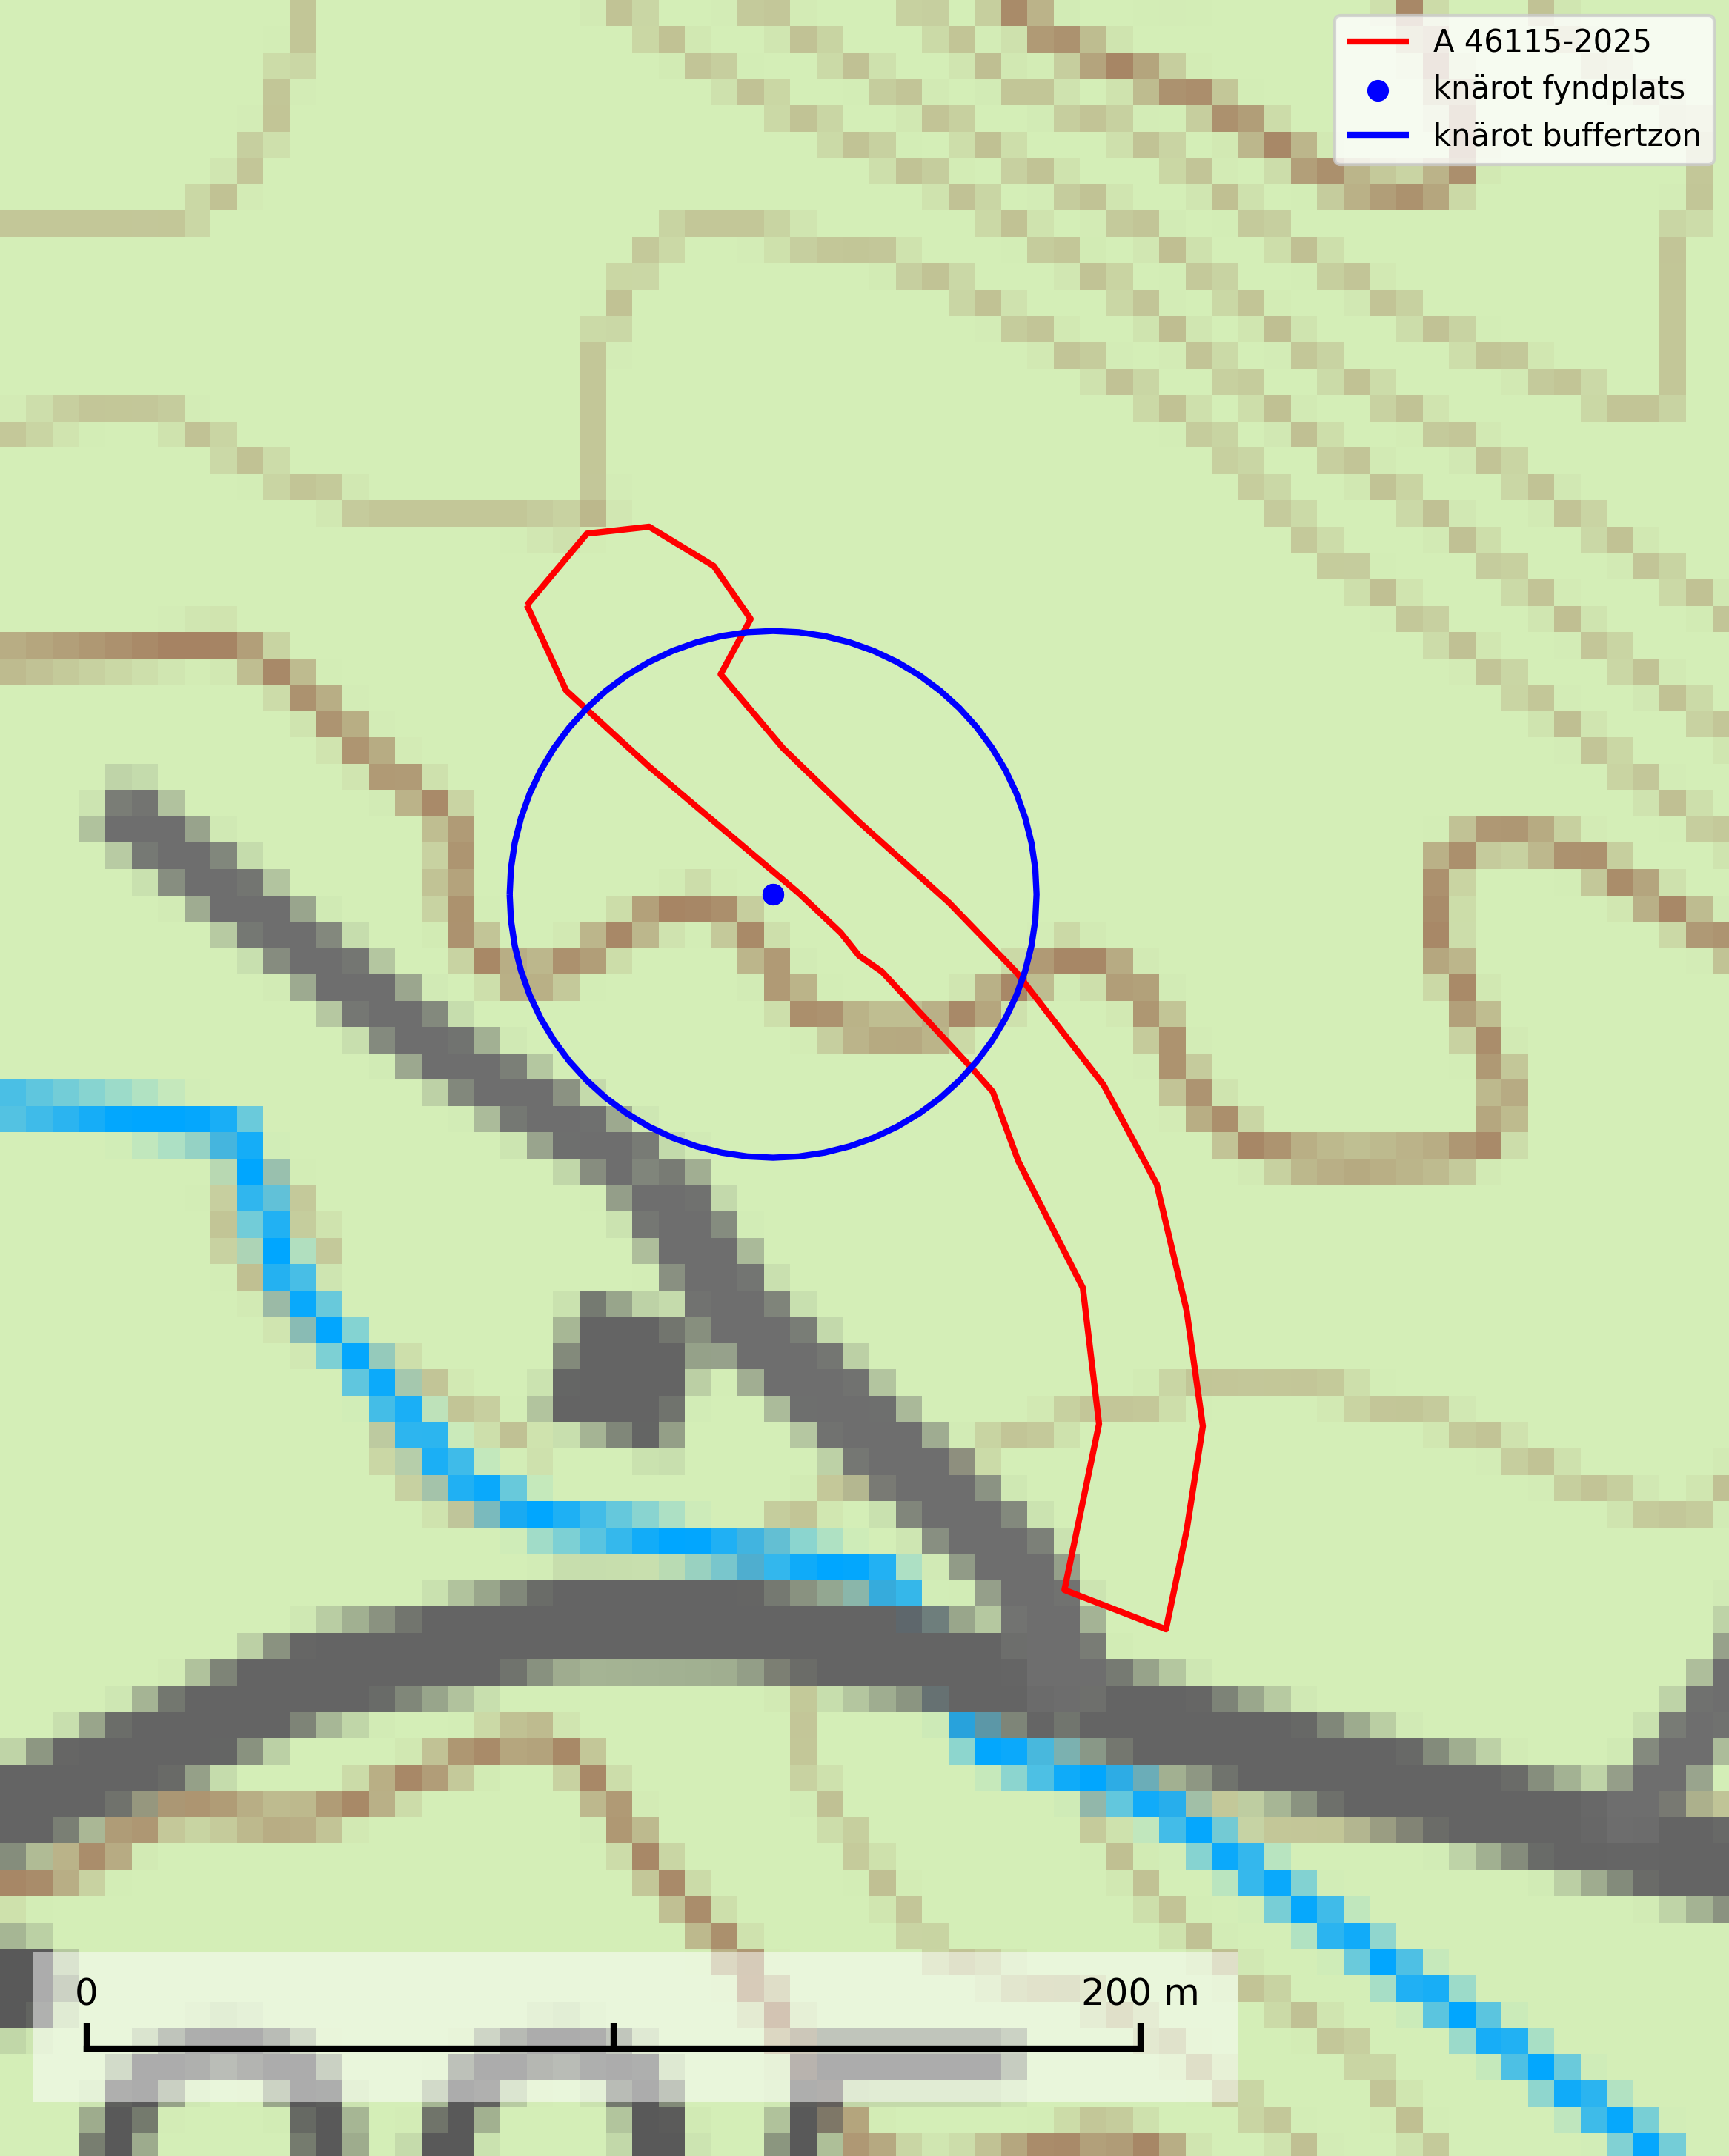 A 46115-2025
knärot fyndplats
knärot buffertzon
0 200 m